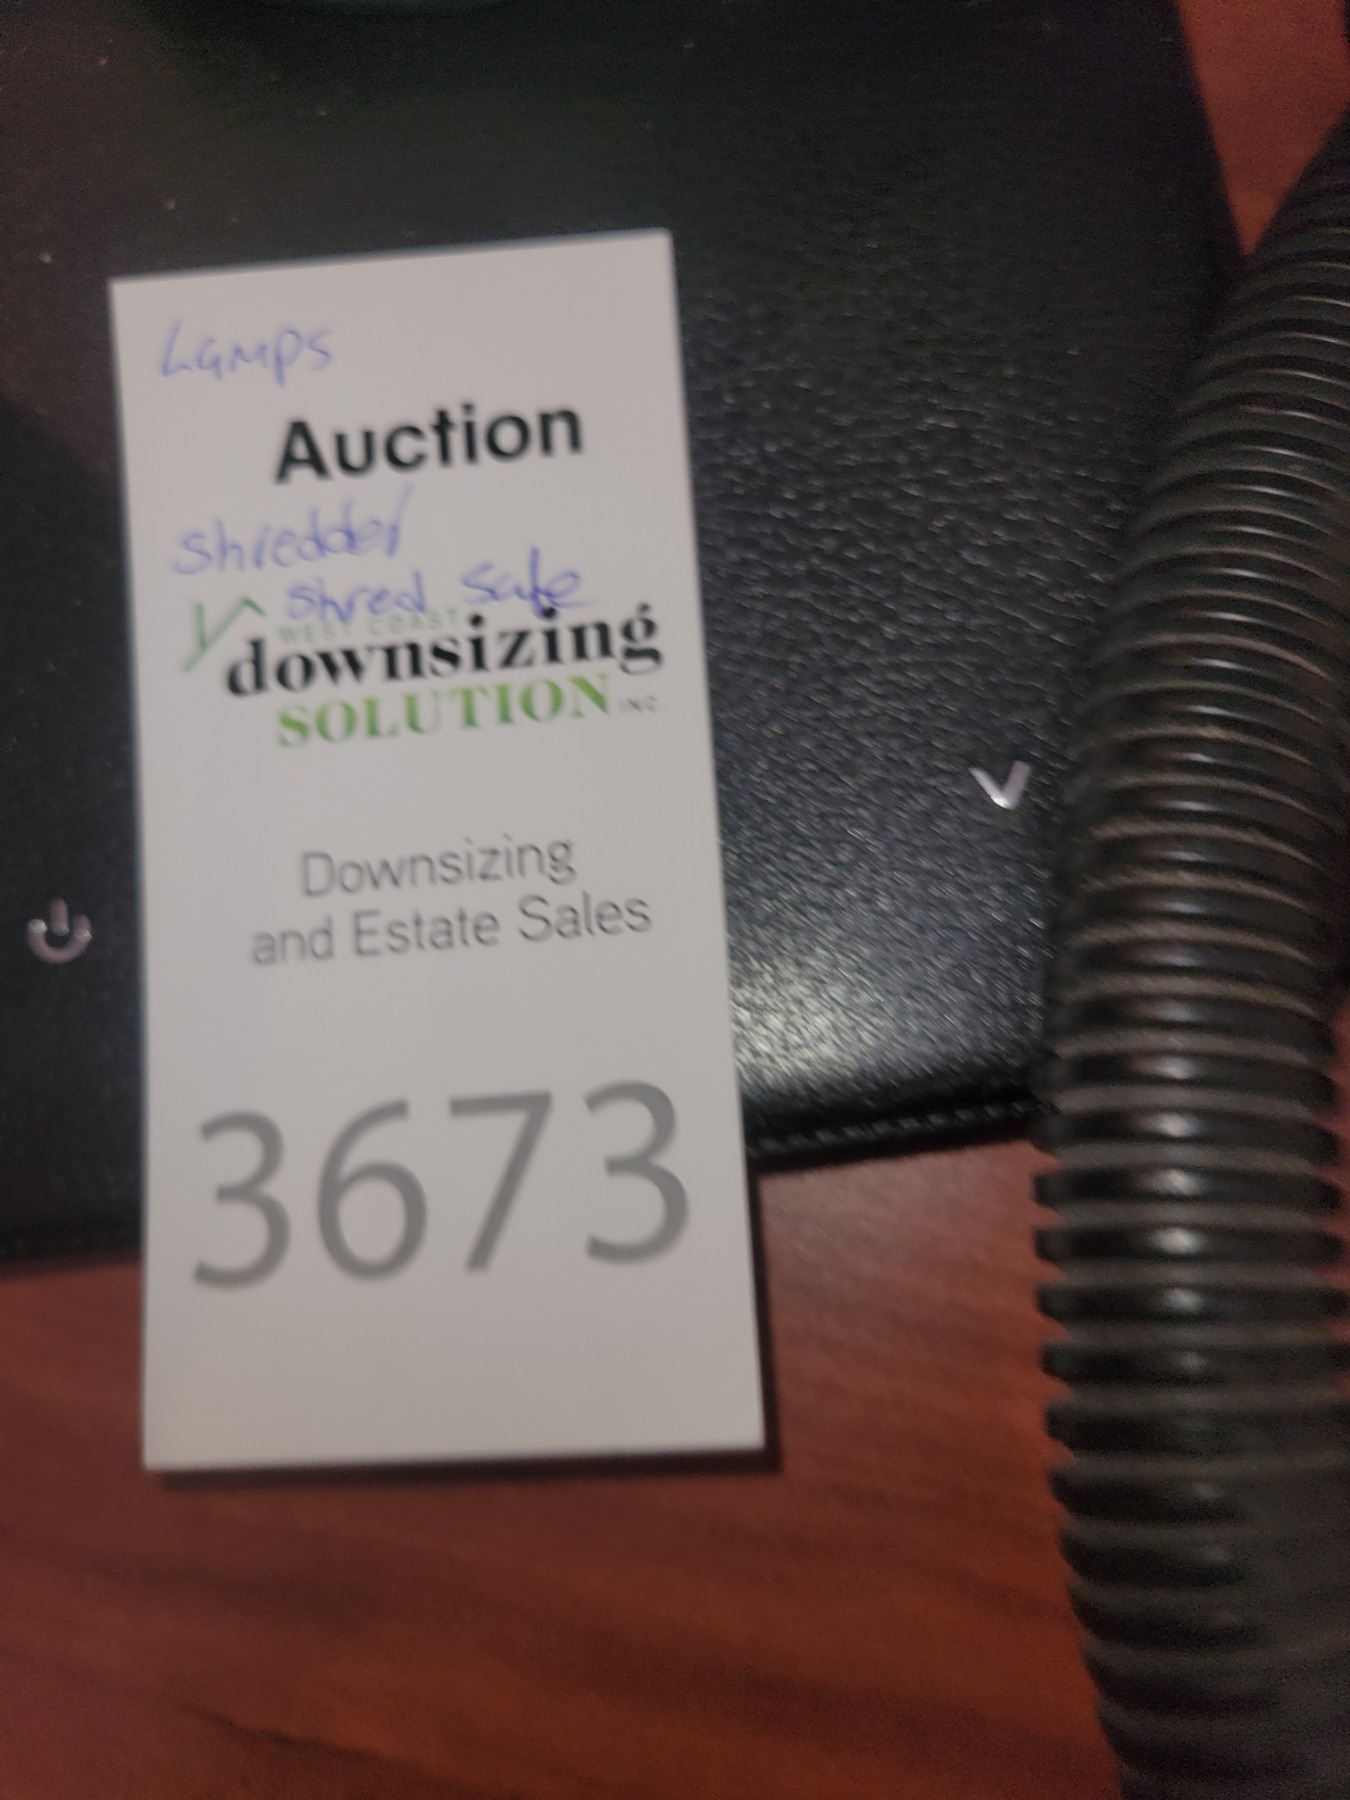 Lamps
Auction
Shredder
Shred Safe
WEST COAST
downsizing
SOLUTION INC.
Downsizing
and Estate Sales
3673